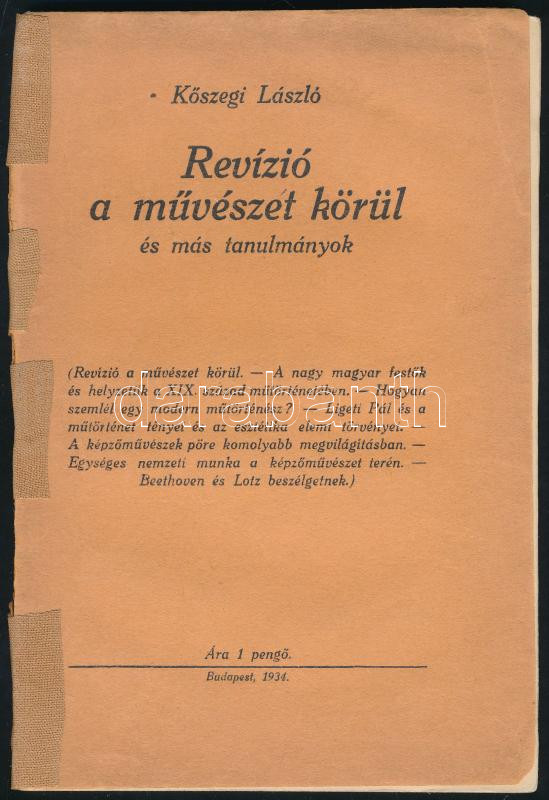 Kőszegi László
Revízió
a művészet körül
és más tanulmányok
(Revízió a művészet körül. — A nagy magyar festők
és helyzetük a XIX. század műtörténetében. — Hogyan
szemlél egy modern műtörténész? — Ligeti Pál és a
műtörténet tényei és az esztétika elemi törvényei. —
A képzőművészek pöre komolyabb megvilágításban. —
Egységes nemzeti munka a képzőművészet terén. —
Beethoven és Lotz beszélgetnek.)
darabanth
Ára 1 pengő.
Budapest, 1934.